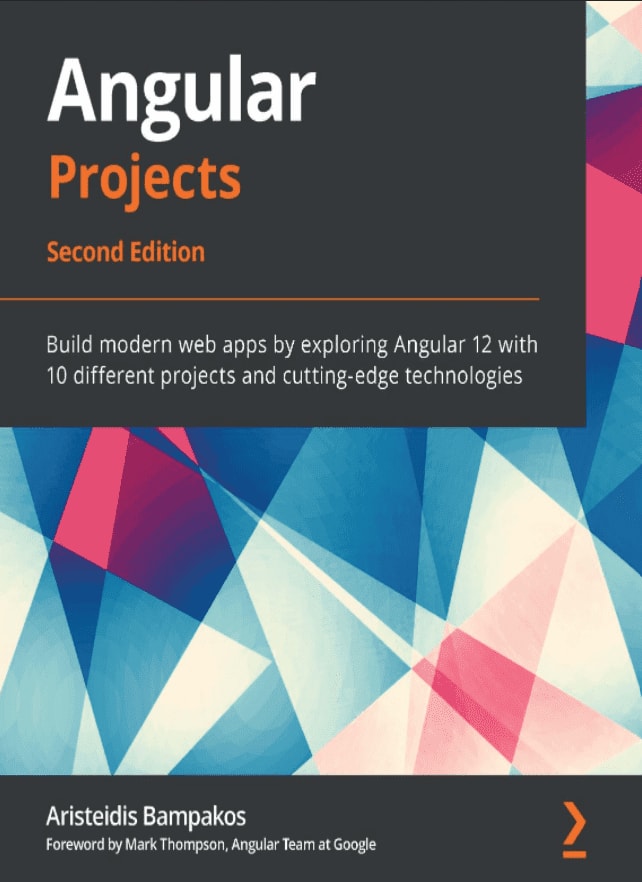 Angular
Projects
Second Edition
Build modern web apps by exploring Angular 12 with
10 different projects and cutting-edge technologies
Aristeidis Bampakos
Foreword by Mark Thompson, Angular Team at Google